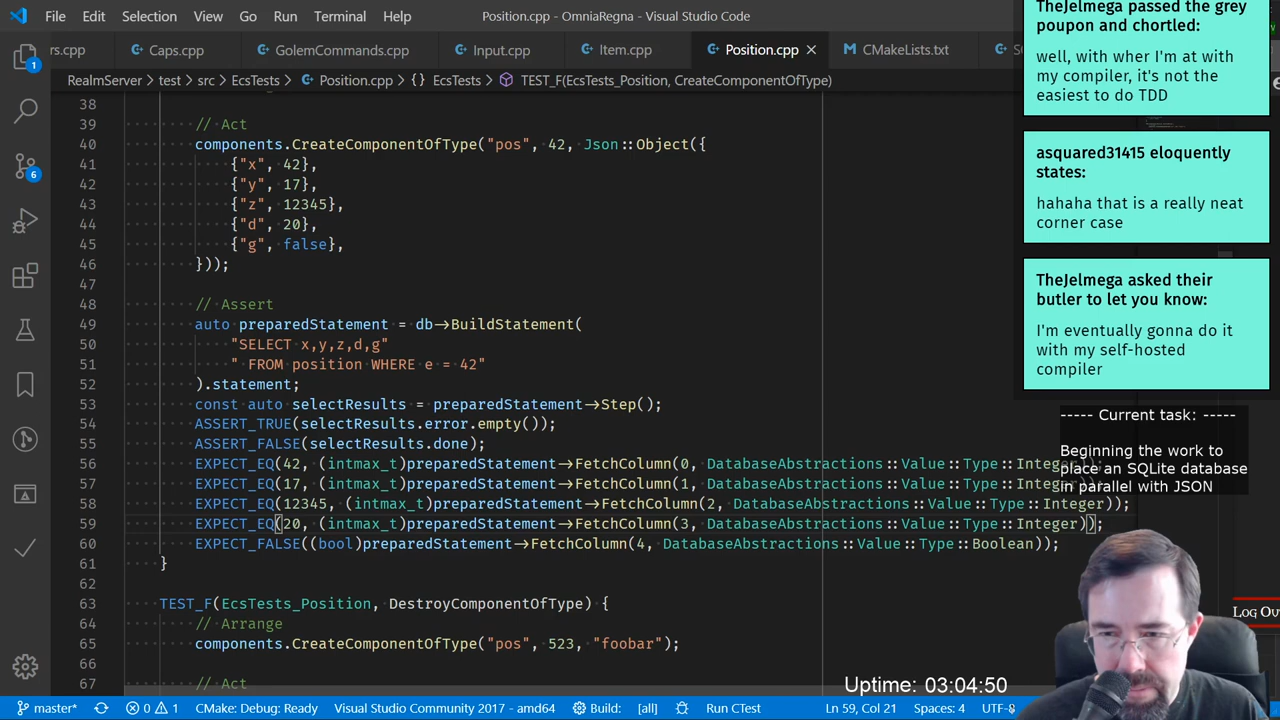 File Edit Selection View Go Run Terminal Help Position.cpp - OmniaRegna - Visual Studio Code
rs.cpp Caps.cpp GolemCommands.cpp Input.cpp Item.cpp Position.cpp CMakeLists.txt
RealmServer > test > src > EcsTests > Position.cpp > {} EcsTests > TEST_F(EcsTests_Position, CreateComponentOfType)
38
39 // Act
40 components.CreateComponentOfType("pos", 42, Json::Object({
41 {"x", 42},
42 {"y", 17},
43 {"z", 12345},
44 {"d", 20},
45 {"g", false},
46 }));
47
48 // Assert
49 auto preparedStatement = db->BuildStatement(
50 "SELECT x,y,z,d,g"
51 " FROM position WHERE e = 42"
52 ).statement;
53 const auto selectResults = preparedStatement->Step();
54 ASSERT_TRUE(selectResults.error.empty());
55 ASSERT_FALSE(selectResults.done);
56 EXPECT_EQ(42, (intmax_t)preparedStatement->FetchColumn(0, DatabaseAbstractions::Value::Type::Integer));
57 EXPECT_EQ(17, (intmax_t)preparedStatement->FetchColumn(1, DatabaseAbstractions::Value::Type::Integer));
58 EXPECT_EQ(12345, (intmax_t)preparedStatement->FetchColumn(2, DatabaseAbstractions::Value::Type::Integer));
59 EXPECT_EQ(20, (intmax_t)preparedStatement->FetchColumn(3, DatabaseAbstractions::Value::Type::Integer));
60 EXPECT_FALSE((bool)preparedStatement->FetchColumn(4, DatabaseAbstractions::Value::Type::Boolean));
61 }
62
63 TEST_F(EcsTests_Position, DestroyComponentOfType) {
64 // Arrange
65 components.CreateComponentOfType("pos", 523, "foobar");
66
67 // Act
TheJelmega passed the grey
poupon and chortled:
well, with wher I'm at with
my compiler, it's not the
easiest to do TDD
asquared31415 eloquently
states:
hahaha that is a really neat
corner case
TheJelmega asked their
butler to let you know:
I'm eventually gonna do it
with my self-hosted
compiler
----- Current task: -----
Beginning the work to
place an SQLite database
in parallel with JSON
Log Ou
Uptime: 03:04:50
1
6
master* 0 1 CMake: Debug: Ready Visual Studio Community 2017 - amd64 Build: [all] Run CTest Ln 59, Col 21 Spaces: 4 UTF-8